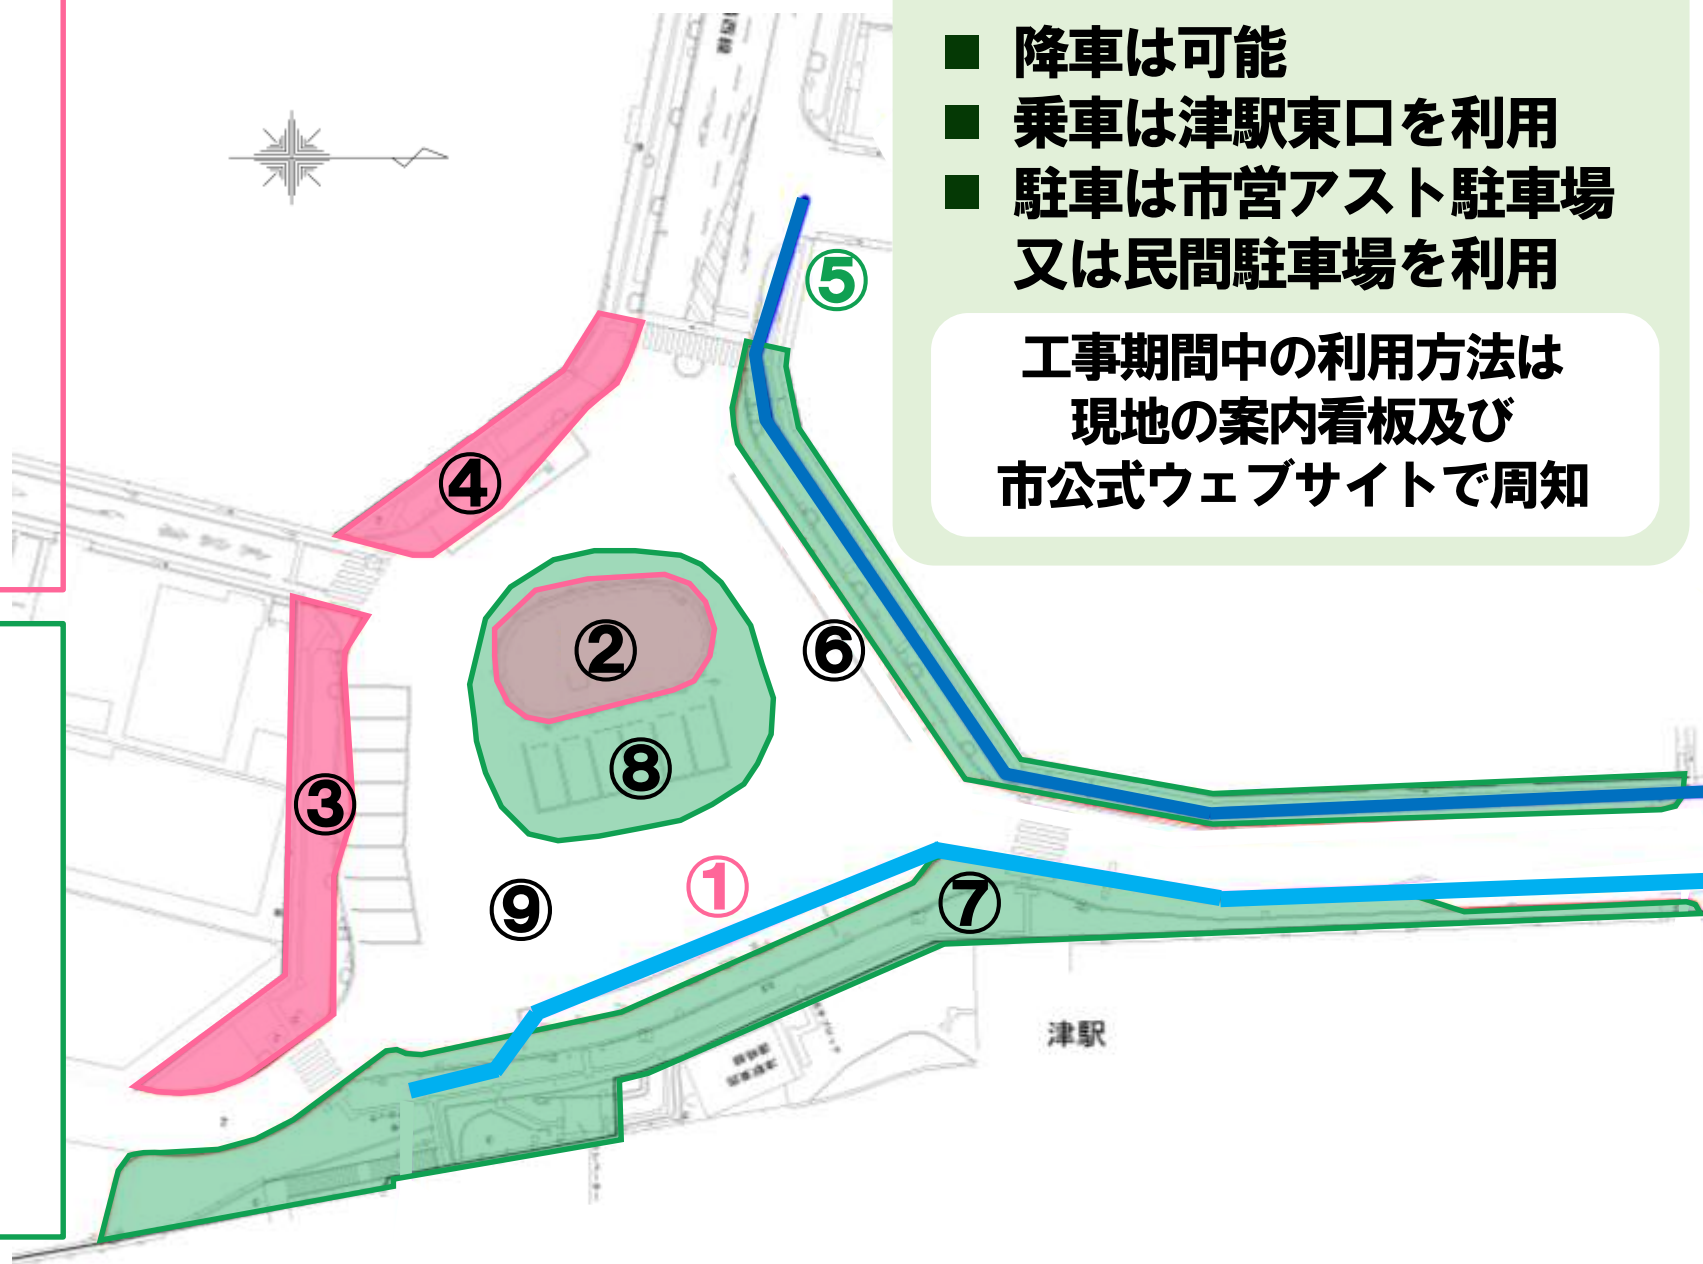 ■ 降車は可能
■ 乗車は津駅東口を利用
■ 駐車は市営アスト駐車場
又は民間駐車場を利用
工事期間中の利用方法は
現地の案内看板及び
市公式ウェブサイトで周知
⑤
④
②
⑥
⑧
③
①
⑨
⑦
津駅